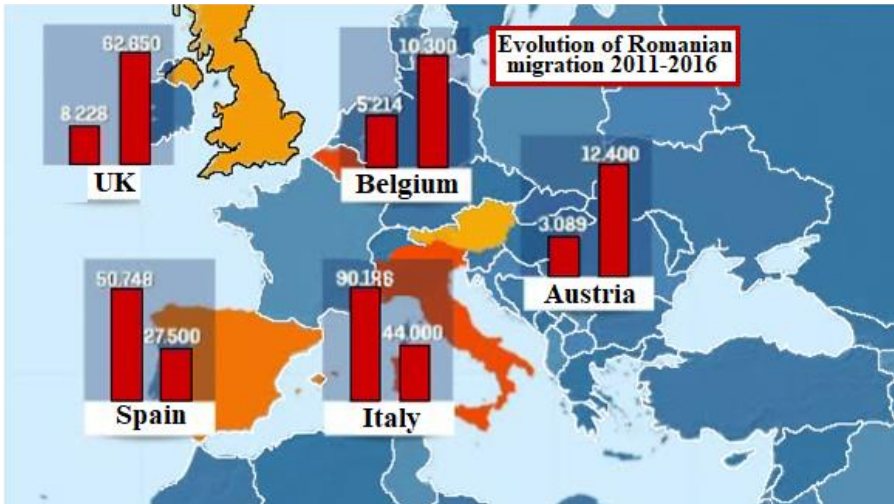 Evolution of Romanian
migration 2011-2016
62.650
8.228
UK
10.300
5.214
Belgium
12.400
3.089
Austria
50.748
27.500
Spain
90.186
44.000
Italy